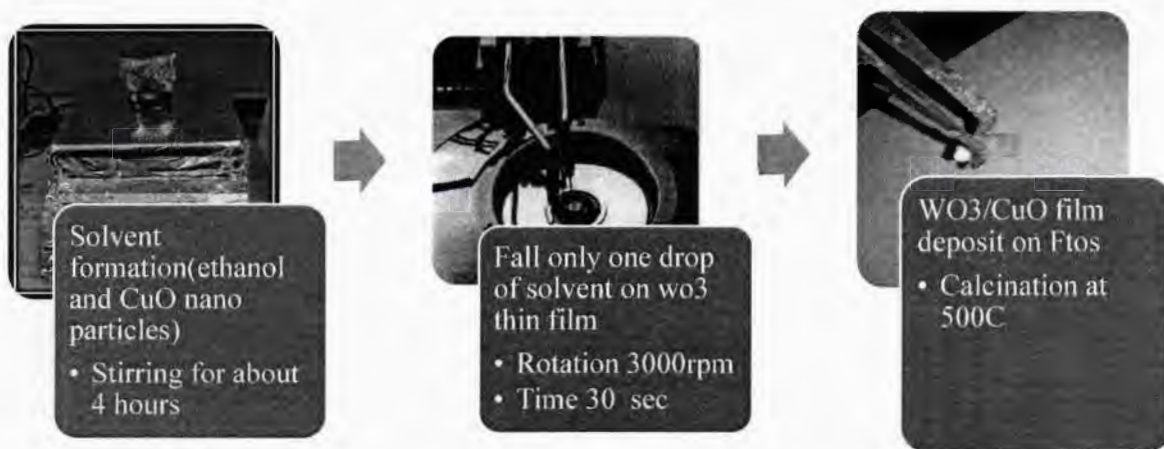 Solvent
formation(ethanol
and CuO nano
particles)
• Stirring for about
4 hours
Fall only one drop
of solvent on wo3
thin film
• Rotation 3000rpm
• Time 30 sec
WO3/CuO film
deposit on Ftos
• Calcination at
500C